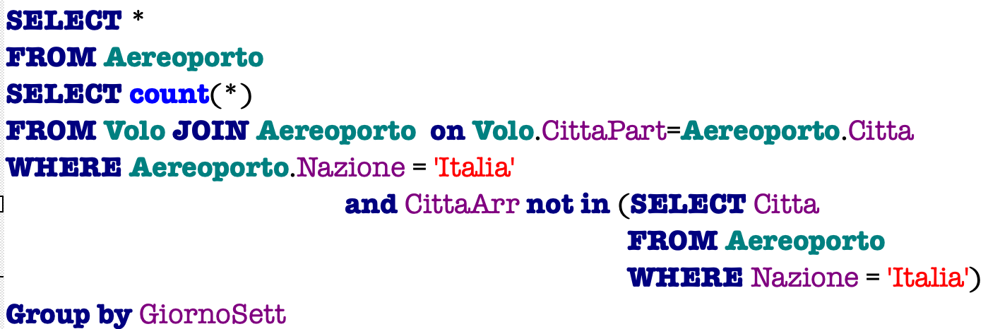 SELECT *
FROM Aereoporto
SELECT count(*)
FROM Volo JOIN Aereoporto on Volo.CittaPart=Aereoporto.Citta
WHERE Aereoporto.Nazione = 'Italia'
and CittaArr not in (SELECT Citta
FROM Aereoporto
WHERE Nazione = 'Italia')
Group by GiornoSett